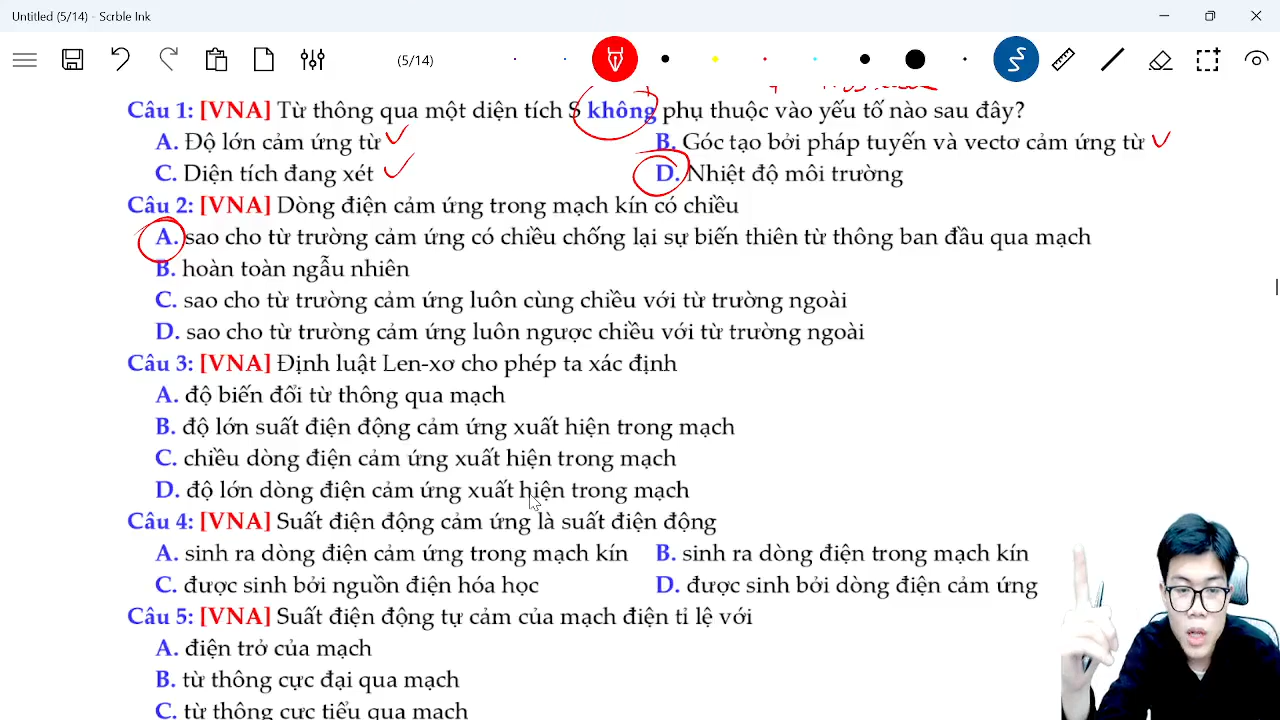 Untitled (5/14) - Scrble Ink
(5/14)
Câu 1: [VNA] Từ thông qua một diện tích S không phụ thuộc vào yếu tố nào sau đây?
A. Độ lớn cảm ứng từ B. Góc tạo bởi pháp tuyến và vectơ cảm ứng từ
C. Diện tích đang xét D. Nhiệt độ môi trường
Câu 2: [VNA] Dòng điện cảm ứng trong mạch kín có chiều
A. sao cho từ trường cảm ứng có chiều chống lại sự biến thiên từ thông ban đầu qua mạch
B. hoàn toàn ngẫu nhiên
C. sao cho từ trường cảm ứng luôn cùng chiều với từ trường ngoài
D. sao cho từ trường cảm ứng luôn ngược chiều với từ trường ngoài
Câu 3: [VNA] Định luật Len-xơ cho phép ta xác định
A. độ biến đổi từ thông qua mạch
B. độ lớn suất điện động cảm ứng xuất hiện trong mạch
C. chiều dòng điện cảm ứng xuất hiện trong mạch
D. độ lớn dòng điện cảm ứng xuất hiện trong mạch
Câu 4: [VNA] Suất điện động cảm ứng là suất điện động
A. sinh ra dòng điện cảm ứng trong mạch kín B. sinh ra dòng điện trong mạch kín
C. được sinh bởi nguồn điện hóa học D. được sinh bởi dòng điện cảm ứng
Câu 5: [VNA] Suất điện động tự cảm của mạch điện tỉ lệ với
A. điện trở của mạch
B. từ thông cực đại qua mạch
C. từ thông cực tiểu qua mạch